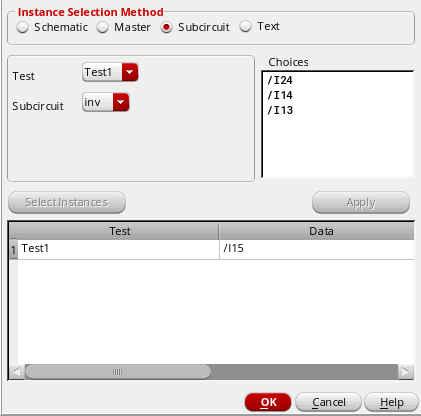 Instance Selection Method
Schematic Master Subcircuit Text
Choices
Test Test1
/I24
/I14
Subcircuit inv
/I13
Select Instances Apply
Test Data
1 Test1 /I15
OK Cancel Help